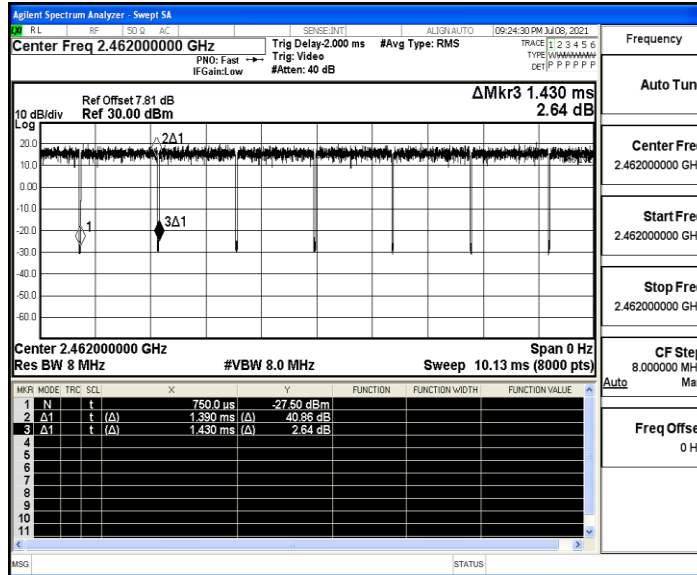 Agilent Spectrum Analyzer - Swept SA
RL RF 50 Ω AC SENSE:INT ALIGN AUTO 09:24:30 PM Jul 08, 2021
Center Freq 2.462000000 GHz
Trig Delay-2.000 ms #Avg Type: RMS
TRACE 1 2 3 4 5 6
PNO: Fast Trig: Video
TYPE WWWWWW
IFGain:Low #Atten: 40 dB
DET P P P P P P
Frequency
Auto Tun
ΔMkr3 1.430 ms
2.64 dB
Ref Offset 7.81 dB
10 dB/div Ref 30.00 dBm
Log
20.0
10.0
0.00
-10.0
-20.0
-30.0
-40.0
-50.0
-60.0
2Δ1
1
3Δ1
Center Fre
2.462000000 GH
Start Fre
2.462000000 GH
Stop Fre
2.462000000 GH
CF Step
8.000000 MH
Auto Ma
Freq Offse
0 H
Center 2.462000000 GHz Span 0 Hz
Res BW 8 MHz #VBW 8.0 MHz Sweep 10.13 ms (8000 pts)
MKR MODE TRC SCL X Y FUNCTION FUNCTION WIDTH FUNCTION VALUE
1 N t 750.0 µs -27.50 dBm
2 Δ1 t (Δ) 1.390 ms (Δ) 40.86 dB
3 Δ1 t (Δ) 1.430 ms (Δ) 2.64 dB
4
5
6
7
8
9
10
11
MSG STATUS